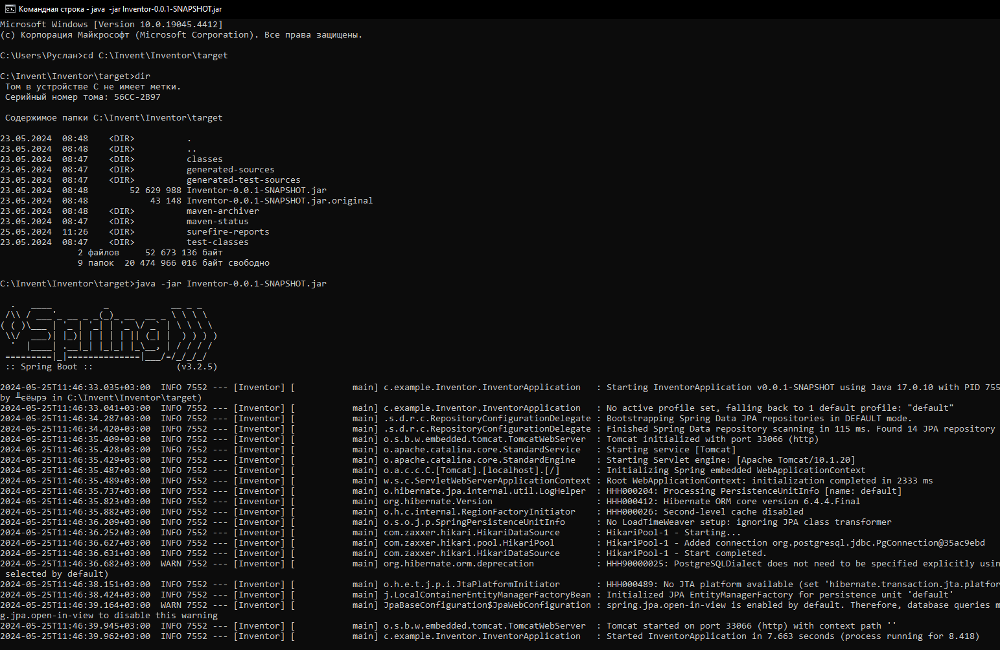 Командная строка - java  -jar Inventor-0.0.1-SNAPSHOT.jar
Microsoft Windows [Version 10.0.19045.4412]
(c) Корпорация Майкрософт (Microsoft Corporation). Все права защищены.
C:\Users\Руслан>cd C:\Invent\Inventor\target
C:\Invent\Inventor\target>dir
 Том в устройстве C не имеет метки.
 Серийный номер тома: 56CC-2B97
 Содержимое папки C:\Invent\Inventor\target
23.05.2024  08:48    <DIR>          .
23.05.2024  08:48    <DIR>          ..
23.05.2024  08:47    <DIR>          classes
23.05.2024  08:47    <DIR>          generated-sources
23.05.2024  08:47    <DIR>          generated-test-sources
23.05.2024  08:48        52 629 988 Inventor-0.0.1-SNAPSHOT.jar
23.05.2024  08:48            43 148 Inventor-0.0.1-SNAPSHOT.jar.original
23.05.2024  08:48    <DIR>          maven-archiver
23.05.2024  08:47    <DIR>          maven-status
25.05.2024  11:26    <DIR>          surefire-reports
23.05.2024  08:47    <DIR>          test-classes
               2 файлов     52 673 136 байт
               9 папок  20 474 966 016 байт свободно
C:\Invent\Inventor\target>java -jar Inventor-0.0.1-SNAPSHOT.jar
  .   ____          _            __ _ _
 /\\ / ___'_ __ _ _(_)_ __  __ _ \ \ \ \
( ( )\___ | '_ | '_| | '_ \/ _` | \ \ \ \
 \\/  ___)| |_)| | | | | || (_| |  ) ) ) )
  '  |____| .__|_| |_|_| |_\__, | / / / /
 =========|_|==============|___/=/_/_/_/
 :: Spring Boot ::                (v3.2.5)
2024-05-25T11:46:33.035+03:00  INFO 7552 --- [Inventor] [           main] c.example.Inventor.InventorApplication   : Starting InventorApplication v0.0.1-SNAPSHOT using Java 17.0.10 with PID 755
by ╨єёырэ in C:\Invent\Inventor\target)
2024-05-25T11:46:33.041+03:00  INFO 7552 --- [Inventor] [           main] c.example.Inventor.InventorApplication   : No active profile set, falling back to 1 default profile: "default"
2024-05-25T11:46:34.287+03:00  INFO 7552 --- [Inventor] [           main] .s.d.r.c.RepositoryConfigurationDelegate : Bootstrapping Spring Data JPA repositories in DEFAULT mode.
2024-05-25T11:46:34.420+03:00  INFO 7552 --- [Inventor] [           main] .s.d.r.c.RepositoryConfigurationDelegate : Finished Spring Data repository scanning in 115 ms. Found 14 JPA repository
2024-05-25T11:46:35.409+03:00  INFO 7552 --- [Inventor] [           main] o.s.b.w.embedded.tomcat.TomcatWebServer  : Tomcat initialized with port 33066 (http)
2024-05-25T11:46:35.428+03:00  INFO 7552 --- [Inventor] [           main] o.apache.catalina.core.StandardService   : Starting service [Tomcat]
2024-05-25T11:46:35.429+03:00  INFO 7552 --- [Inventor] [           main] o.apache.catalina.core.StandardEngine    : Starting Servlet engine: [Apache Tomcat/10.1.20]
2024-05-25T11:46:35.487+03:00  INFO 7552 --- [Inventor] [           main] o.a.c.c.C.[Tomcat].[localhost].[/]       : Initializing Spring embedded WebApplicationContext
2024-05-25T11:46:35.489+03:00  INFO 7552 --- [Inventor] [           main] w.s.c.ServletWebServerApplicationContext : Root WebApplicationContext: initialization completed in 2333 ms
2024-05-25T11:46:35.737+03:00  INFO 7552 --- [Inventor] [           main] o.hibernate.jpa.internal.util.LogHelper  : HHH000204: Processing PersistenceUnitInfo [name: default]
2024-05-25T11:46:35.823+03:00  INFO 7552 --- [Inventor] [           main] org.hibernate.Version                    : HHH000412: Hibernate ORM core version 6.4.4.Final
2024-05-25T11:46:35.882+03:00  INFO 7552 --- [Inventor] [           main] o.h.c.internal.RegionFactoryInitiator    : HHH000026: Second-level cache disabled
2024-05-25T11:46:36.209+03:00  INFO 7552 --- [Inventor] [           main] o.s.o.j.p.SpringPersistenceUnitInfo      : No LoadTimeWeaver setup: ignoring JPA class transformer
2024-05-25T11:46:36.252+03:00  INFO 7552 --- [Inventor] [           main] com.zaxxer.hikari.HikariDataSource       : HikariPool-1 - Starting...
2024-05-25T11:46:36.627+03:00  INFO 7552 --- [Inventor] [           main] com.zaxxer.hikari.pool.HikariPool        : HikariPool-1 - Added connection org.postgresql.jdbc.PgConnection@35ac9ebd
2024-05-25T11:46:36.631+03:00  INFO 7552 --- [Inventor] [           main] com.zaxxer.hikari.HikariDataSource       : HikariPool-1 - Start completed.
2024-05-25T11:46:36.682+03:00  WARN 7552 --- [Inventor] [           main] org.hibernate.orm.deprecation            : HHH90000025: PostgreSQLDialect does not need to be specified explicitly usin
 selected by default)
2024-05-25T11:46:38.151+03:00  INFO 7552 --- [Inventor] [           main] o.h.e.t.j.p.i.JtaPlatformInitiator       : HHH000489: No JTA platform available (set 'hibernate.transaction.jta.platfor
2024-05-25T11:46:38.424+03:00  INFO 7552 --- [Inventor] [           main] j.LocalContainerEntityManagerFactoryBean : Initialized JPA EntityManagerFactory for persistence unit 'default'
2024-05-25T11:46:39.164+03:00  WARN 7552 --- [Inventor] [           main] JpaBaseConfiguration$JpaWebConfiguration : spring.jpa.open-in-view is enabled by default. Therefore, database queries m
g.jpa.open-in-view to disable this warning
2024-05-25T11:46:39.945+03:00  INFO 7552 --- [Inventor] [           main] o.s.b.w.embedded.tomcat.TomcatWebServer  : Tomcat started on port 33066 (http) with context path ''
2024-05-25T11:46:39.962+03:00  INFO 7552 --- [Inventor] [           main] c.example.Inventor.InventorApplication   : Started InventorApplication in 7.663 seconds (process running for 8.418)